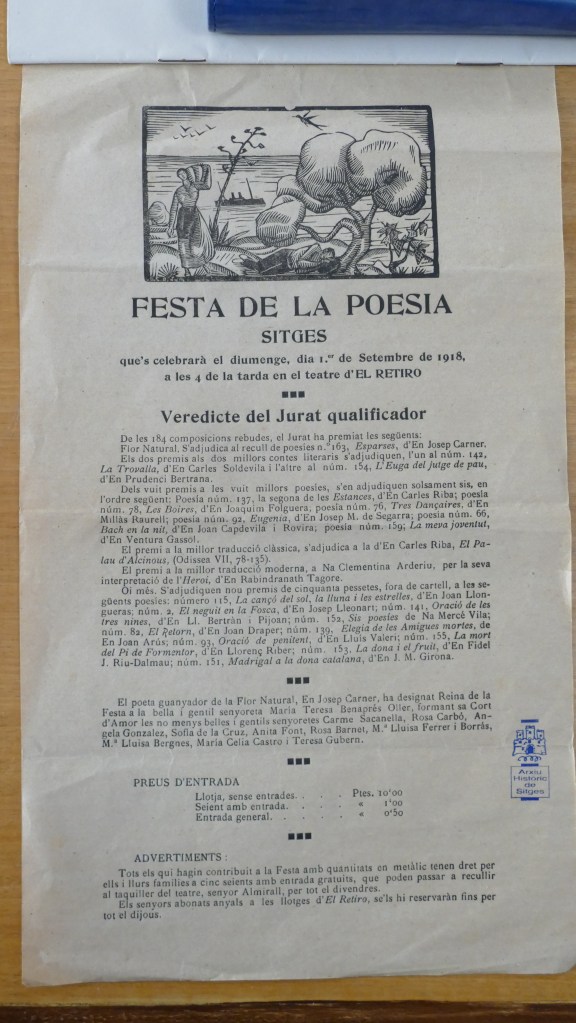 FESTA DE LA POESIA
SITGES
que's celebrarà el diumenge, dia 1.er de Setembre de 1918,
a les 4 de la tarda en el teatre d'EL RETIRO
Veredicte del Jurat qualificador
De les 184 composicions rebudes, el Jurat ha premiat les següents:
Flor Natural. S'adjudica al recull de poesies n.º 163, Esparses, d'En Josep Carner.
Els dos premis als dos millors contes literaris s'adjudiquen, l'un al núm. 142,
La Trovalla, d'En Carles Soldevila i l'altre al núm. 154, L'Euga del jutge de pau,
d'En Prudenci Bertrana.
Dels vuit premis a les vuit millors poesies, s'en adjudiquen solsament sis, en
l'ordre següent: Poesia núm. 137, la segona de les Estances, d'En Carles Riba; poesia
núm. 78, Les Boires, d'En Joaquim Folguera; poesia núm. 76, Tres Dançaires, d'En
Millàs Raurell; poesia núm. 92, Eugenia, d'En Josep M. de Segarra; poesia núm. 66,
Bach en la nit, d'En Joan Capdevila i Rovira; poesia núm. 159; La meva joventut,
d'En Ventura Gassol.
El premi a la millor traducció clàssica, s'adjudica a la d'En Carles Riba, El Pa-
lau d'Alcinous, (Odissea VII, 78-135).
El premi a la millor traducció moderna, a Na Clementina Arderiu, per la seva
interpretació de l'Heroi, d'En Rabindranath Tagore.
Oi més. S'adjudiquen nou premis de cinquanta pessetes, fora de cartell, a les se-
güents poesies: número 115, La cançó del sol, la lluna i les estrelles, d'En Joan Llon-
gueras; núm. 2, El neguit en la Fosca, d'En Josep Lleonart; núm. 141, Oració de les
tres nines, d'En Ll. Bertràn i Pijoan; núm. 152, Sis poesies de Na Mercé Vila;
núm. 82, El Retorn, d'En Joan Draper; núm. 139, Elegia de les Amigues mortes, de
En Joan Arús; núm. 93, Oració de penitent, d'En Lluis Valeri; núm. 155, La mort
del Pi de Formentor, d'En Llorenç Riber; núm. 153, La dona i el fruit, d'En Fidel
J. Riu-Dalmau; núm. 151, Madrigal a la dona catalana, d'En J. M. Girona.
El poeta guanyador de la Flor Natural, En Josep Carner, ha designat Reina de la
Festa a la bella i gentil senyoreta Maria Teresa Benaprés Oller, formant sa Cort
d'Amor les no menys belles i gentils senyoretes Carme Sacanella, Rosa Carbó, An-
gela Gonzalez, Sofia de la Cruz, Anita Font, Rosa Barnet, M.ª Lluisa Ferrer i Borràs,
M.ª Lluisa Bergnes, Maria Celia Castro i Teresa Gubern.
PREUS D'ENTRADA
Llotja, sense entrades. . . . Ptes. 10'00
Seient amb entrada. . . . « 1'00
Entrada general. . . . . « 0'50
Arxiu
Històric
de
Sitges
ADVERTIMENTS:
Tots els qui hagin contribuit a la Festa amb quantitats en metàlic tenen dret per
ells i llurs families a cinc seients amb entrada gratuits, que poden passar a recullir
al taquiller del teatre, senyor Almirall, per tot el divendres.
Els senyors abonats anyals a les llotges d'El Retiro, se'ls hi reservaràn fins per
tot el dijous.